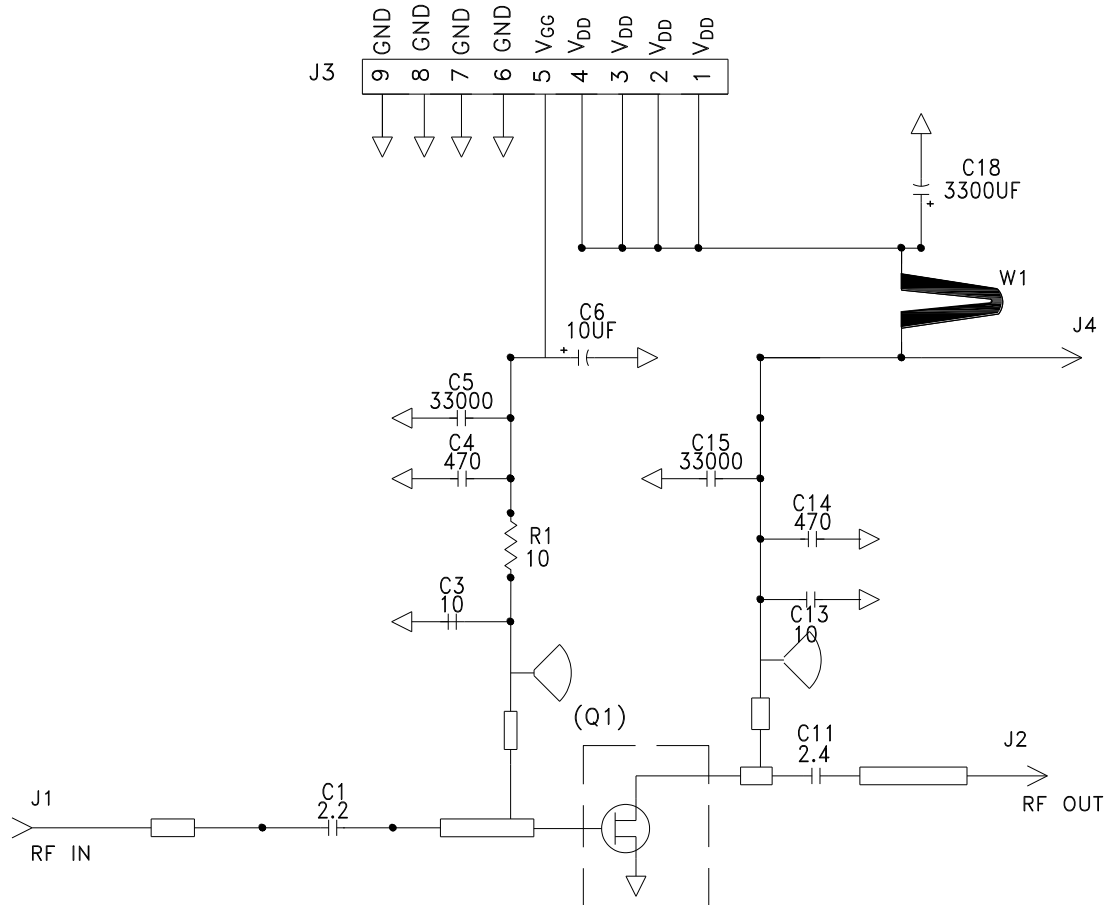 GND
GND
GND
GND
VGG
VDD
VDD
VDD
VDD
J3
9
8
7
6
5
4
3
2
1
C18
3300UF
+
W1
C6
10UF
+
J4
C5
33000
C4
470
C15
33000
C14
470
R1
10
C3
10
C13
10
(Q1)
C11
2.4
J2
RF OUT
J1
C1
2.2
RF IN